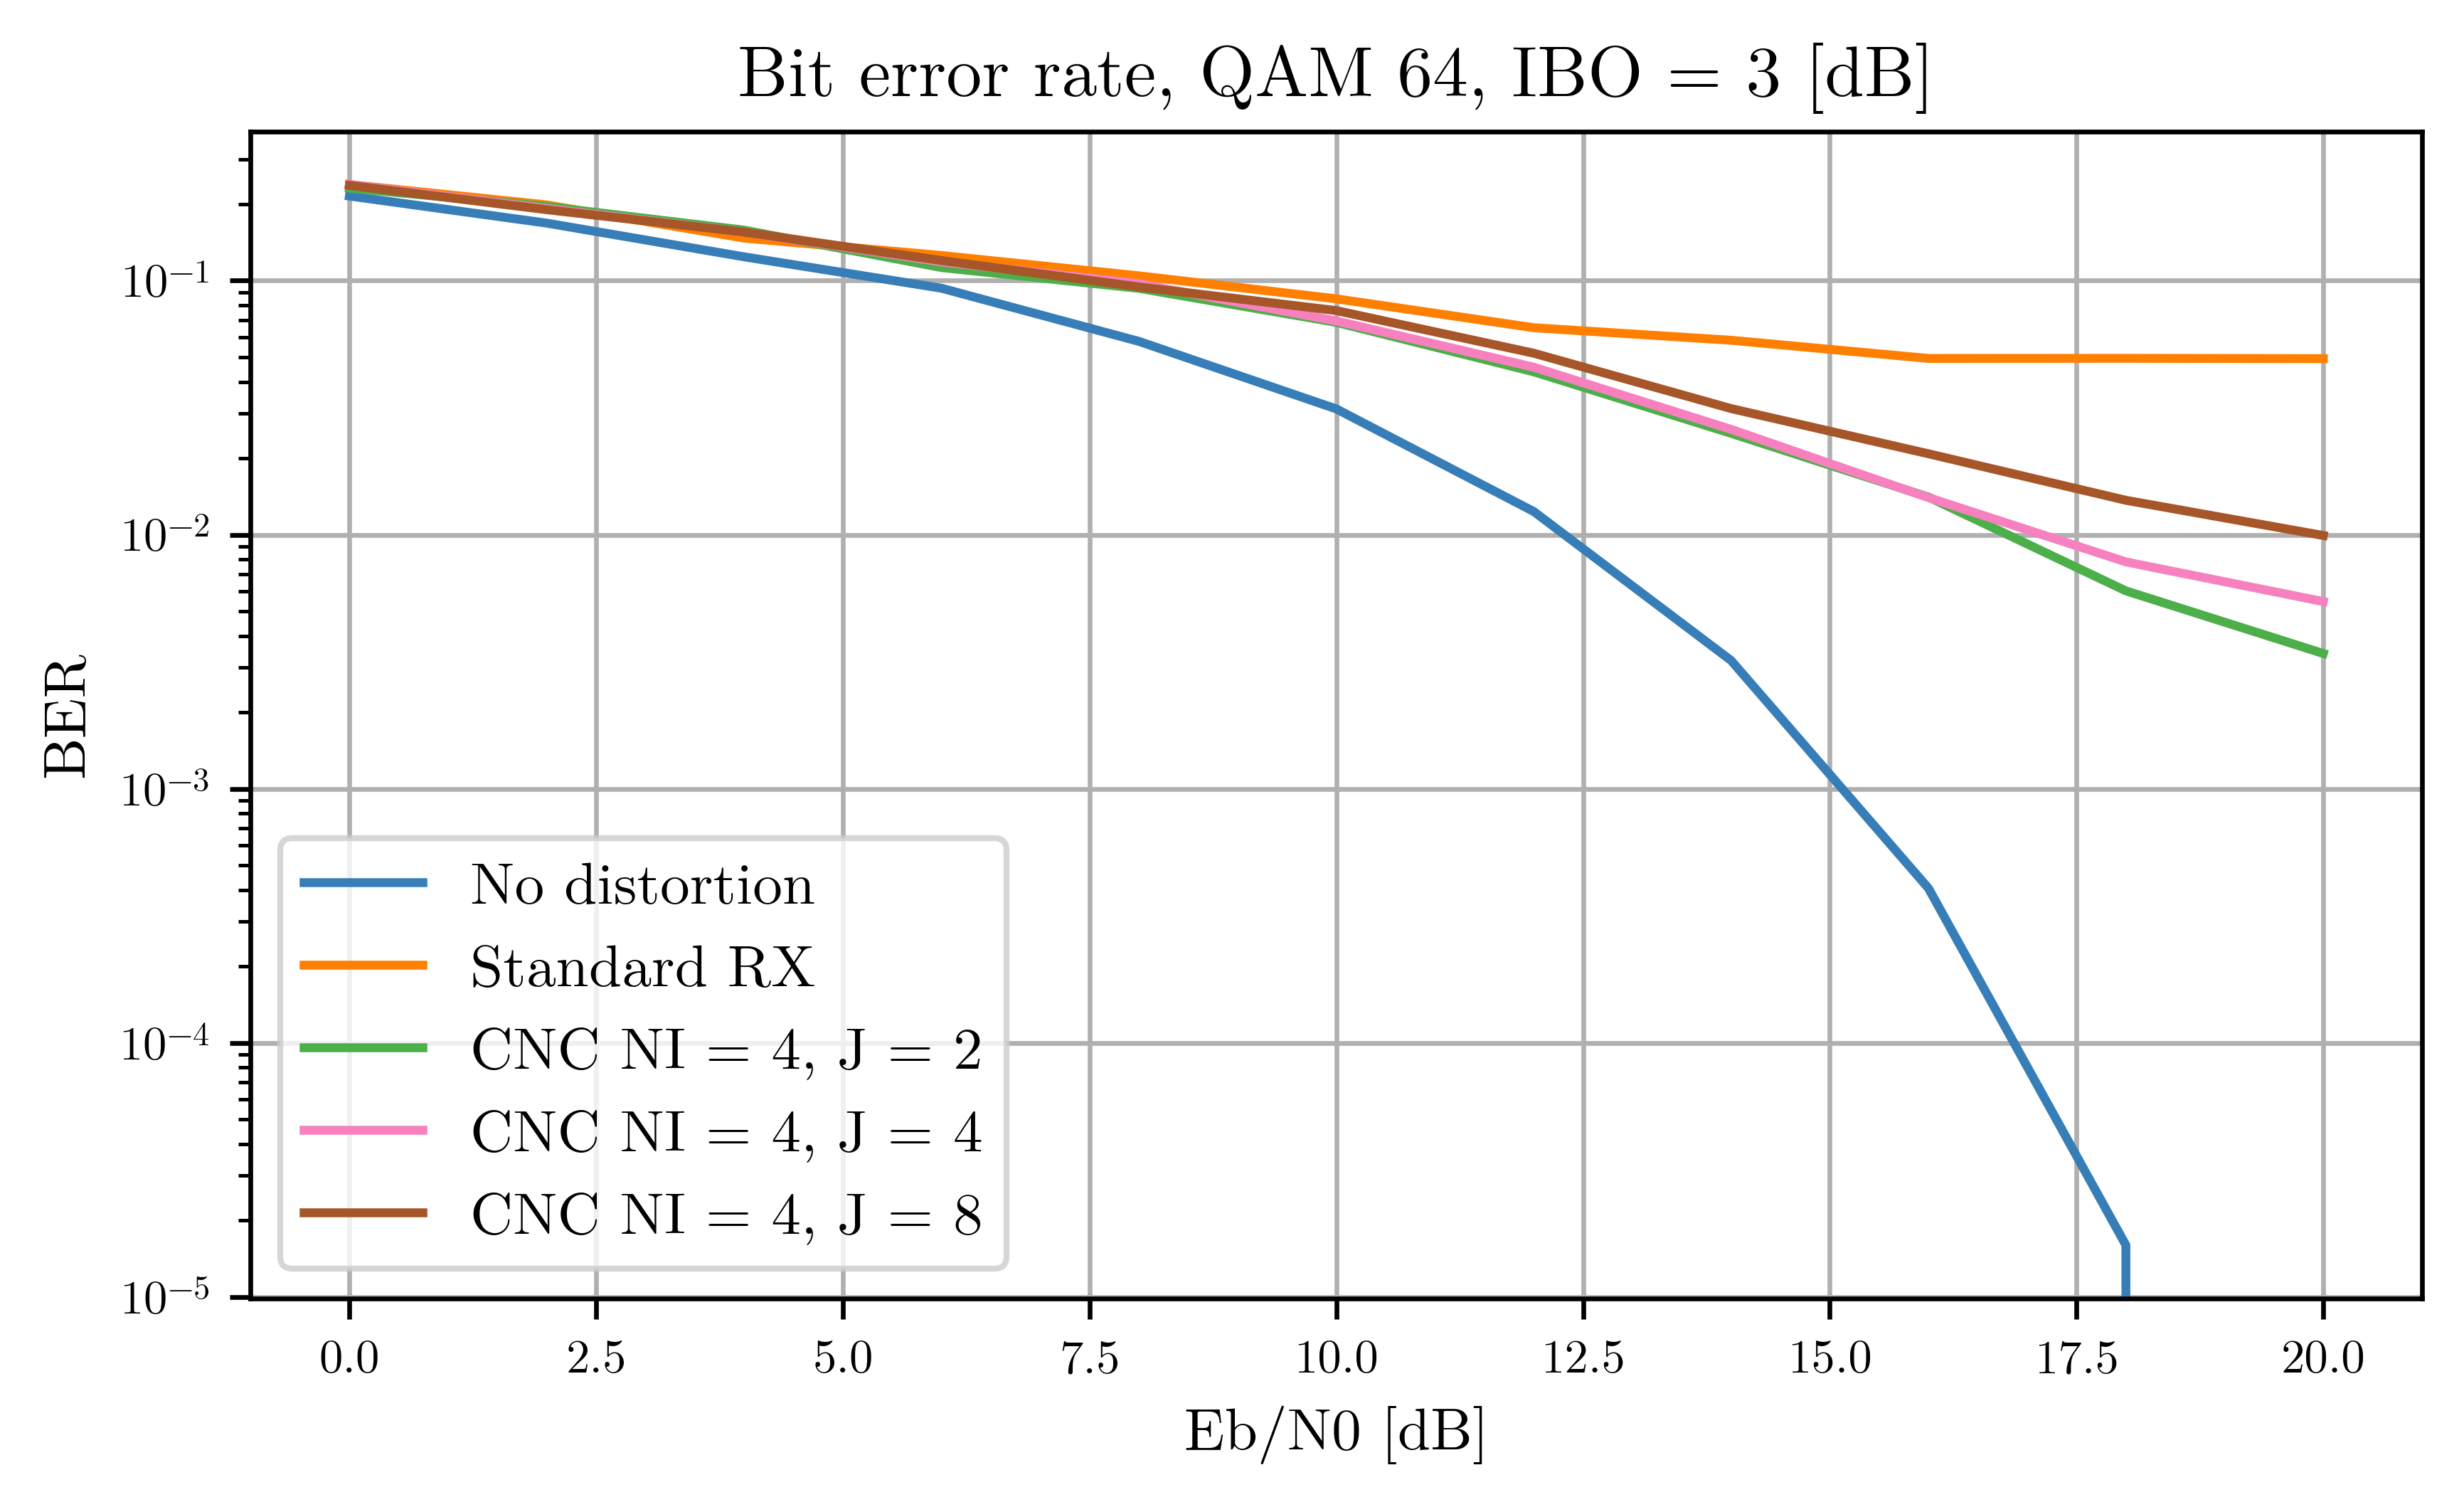 Bit error rate, QAM 64, IBO = 3 [dB]
BER
10⁻¹
10⁻²
10⁻³
10⁻⁴
10⁻⁵
No distortion
Standard RX
CNC NI = 4, J = 2
CNC NI = 4, J = 4
CNC NI = 4, J = 8
0.0 2.5 5.0 7.5 10.0 12.5 15.0 17.5 20.0
Eb/N0 [dB]